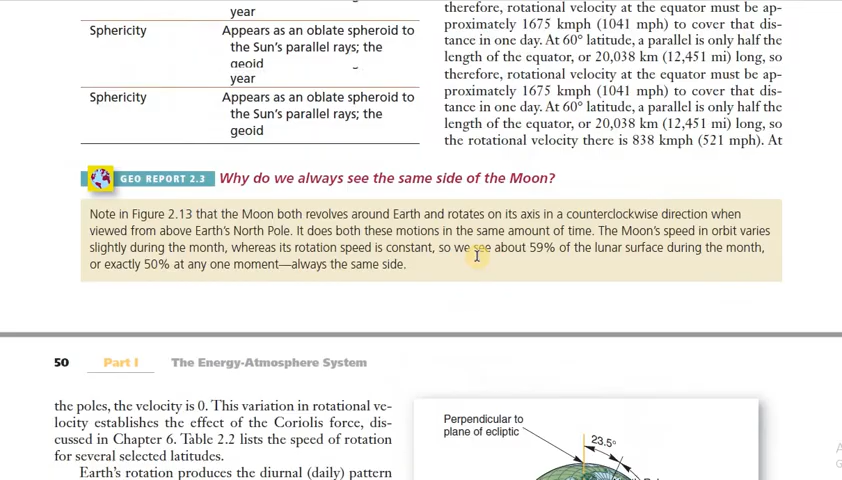 year
Sphericity Appears as an oblate spheroid to
the Sun's parallel rays; the
geoid
year
Sphericity Appears as an oblate spheroid to
the Sun's parallel rays; the
geoid
therefore, rotational velocity at the equator must be ap-
proximately 1675 kmph (1041 mph) to cover that dis-
tance in one day. At 60° latitude, a parallel is only half the
length of the equator, or 20,038 km (12,451 mi) long, so
therefore, rotational velocity at the equator must be ap-
proximately 1675 kmph (1041 mph) to cover that dis-
tance in one day. At 60° latitude, a parallel is only half the
length of the equator, or 20,038 km (12,451 mi) long, so
the rotational velocity there is 838 kmph (521 mph). At
GEO REPORT 2.3 Why do we always see the same side of the Moon?
Note in Figure 2.13 that the Moon both revolves around Earth and rotates on its axis in a counterclockwise direction when
viewed from above Earth's North Pole. It does both these motions in the same amount of time. The Moon's speed in orbit varies
slightly during the month, whereas its rotation speed is constant, so we see about 59% of the lunar surface during the month,
or exactly 50% at any one moment—always the same side.
50 Part I The Energy-Atmosphere System
the poles, the velocity is 0. This variation in rotational ve-
locity establishes the effect of the Coriolis force, dis-
cussed in Chapter 6. Table 2.2 lists the speed of rotation
for several selected latitudes.
Earth's rotation produces the diurnal (daily) pattern
Perpendicular to
plane of ecliptic
23.5°